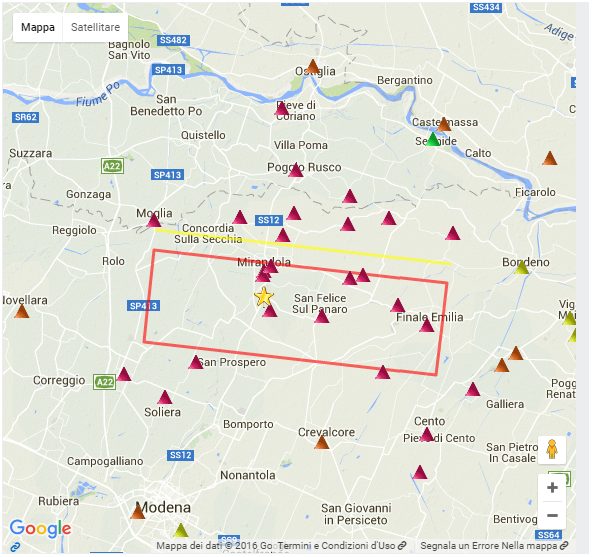 SS434
Mappa
Satellitare
Adige
SS482
Bagnolo
San Vito
SP413
Ostiglia
Bergantino
Fiume Po
San
Benedetto Po
Pieve di
Coriano
SR62
Castelmassa
Quistello
Villa Poma
Calto
Suzzara
A22
Poggio Rusco
SP413
Ficarolo
Gonzaga
Moglia
SS12
Reggiolo
Concordia
Sulla Secchia
Rolo
Mirandola
Bondeno
Novellara
SP413
San Felice
Sul Panaro
Finale Emilia
San Prospero
Correggio
A22
Soliera
Galliera
Bomporto
Cento
Crevalcore
Pieve di Cento
SS12
San Pietro
In Casale
Campogalliano
Nonantola
Rubiera
Modena
San Giovanni
in Persiceto
Bentivog
Google
SS64
Mappa dei dati © 2016 Go
Termini e Condizioni d'Uso
Segnala un Errore Nella mappa